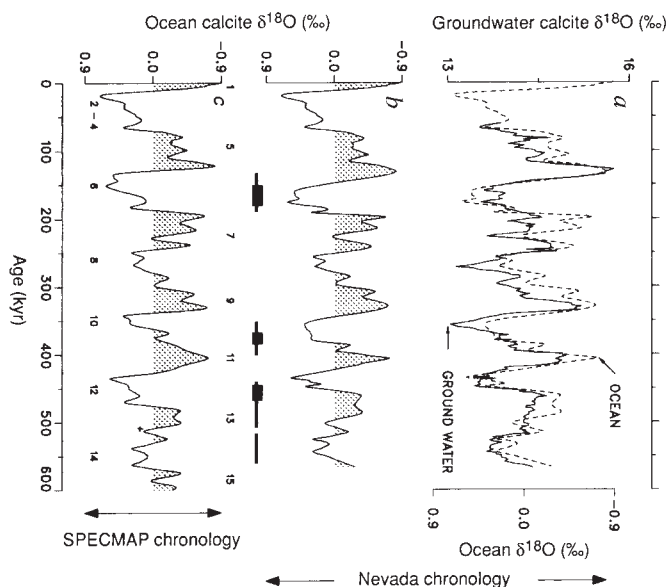 Ocean calcite δ18O (‰)
Groundwater calcite δ18O (‰)
0.9
0.0
-0.9
0.9
0.0
-0.9
13
16
0
100
200
300
400
500
600
Age (kyr)
c
b
a
1
2 – 4
5
6
7
8
9
10
11
12
13
14
15
GROUND WATER
OCEAN
0.9
0.0
-0.9
Ocean δ18O (‰)
SPECMAP chronology
Nevada chronology